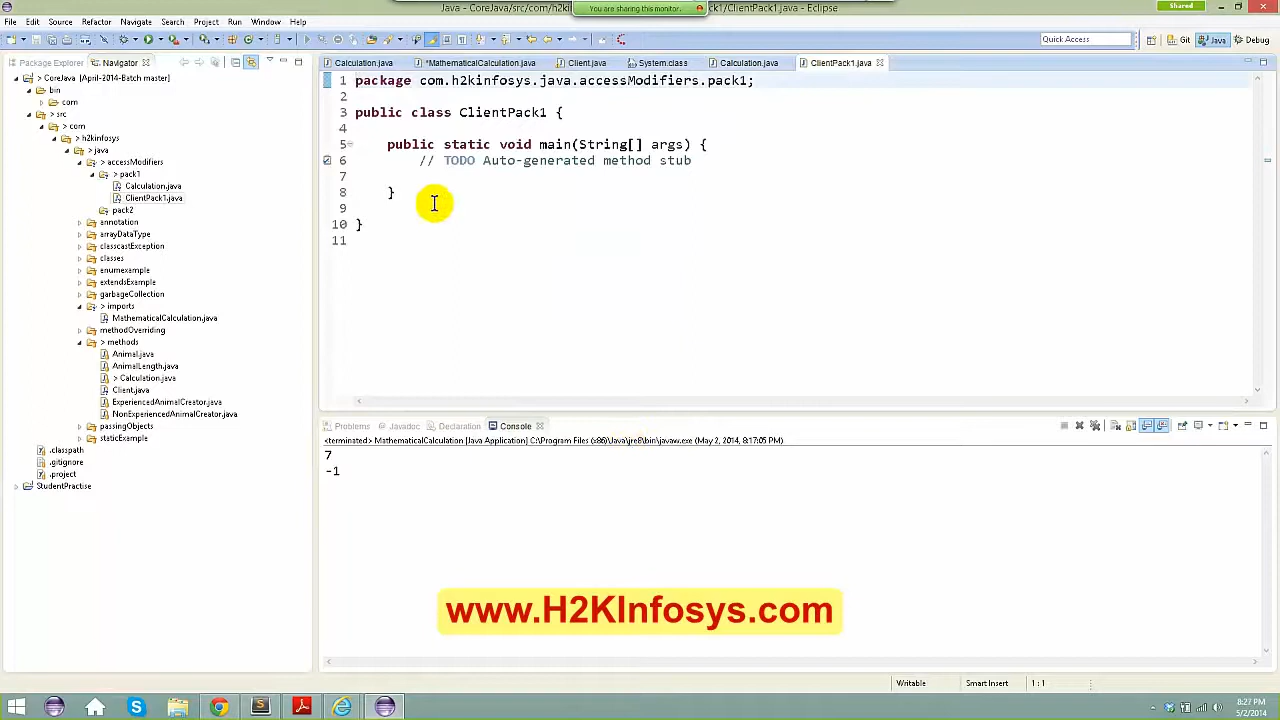 Java - CoreJava/src/com/h2kin
You are sharing this monitor.
k1/ClientPack1.java - Eclipse
Shared
File Edit Source Refactor Navigate Search Project Run Window Help
Quick Access
Git
Java
Debug
Package Explorer
Navigator
Calculation.java
*MathematicalCalculation.java
Client.java
System.class
Calculation.java
ClientPack1.java
> CoreJava [April-2014-Batch master]
bin
com
> src
> com
> h2kinfosys
> java
> accessModifiers
> pack1
Calculation.java
ClientPack1.java
pack2
annotation
arrayDataType
classcastException
classes
enumexample
extendsExample
garbageCollection
> imports
MathematicalCalculation.java
methodOverriding
> methods
Animal.java
AnimalLength.java
> Calculation.java
Client.java
ExperiencedAnimalCreator.java
NonExperiencedAnimalCreator.java
passingObjects
staticExample
.classpath
.gitignore
.project
StudentPractise
1 package com.h2kinfosys.java.accessModifiers.pack1;
2
3 public class ClientPack1 {
4
5 public static void main(String[] args) {
6 // TODO Auto-generated method stub
7
8 }
9
10 }
11
Problems
Javadoc
Declaration
Console
<terminated> MathematicalCalculation [Java Application] C:\Program Files (x86)\Java\jre8\bin\javaw.exe (May 2, 2014, 8:17:05 PM)
7
-1
www.H2KInfosys.com
Writable
Smart Insert
1 : 1
8:27 PM
5/2/2014